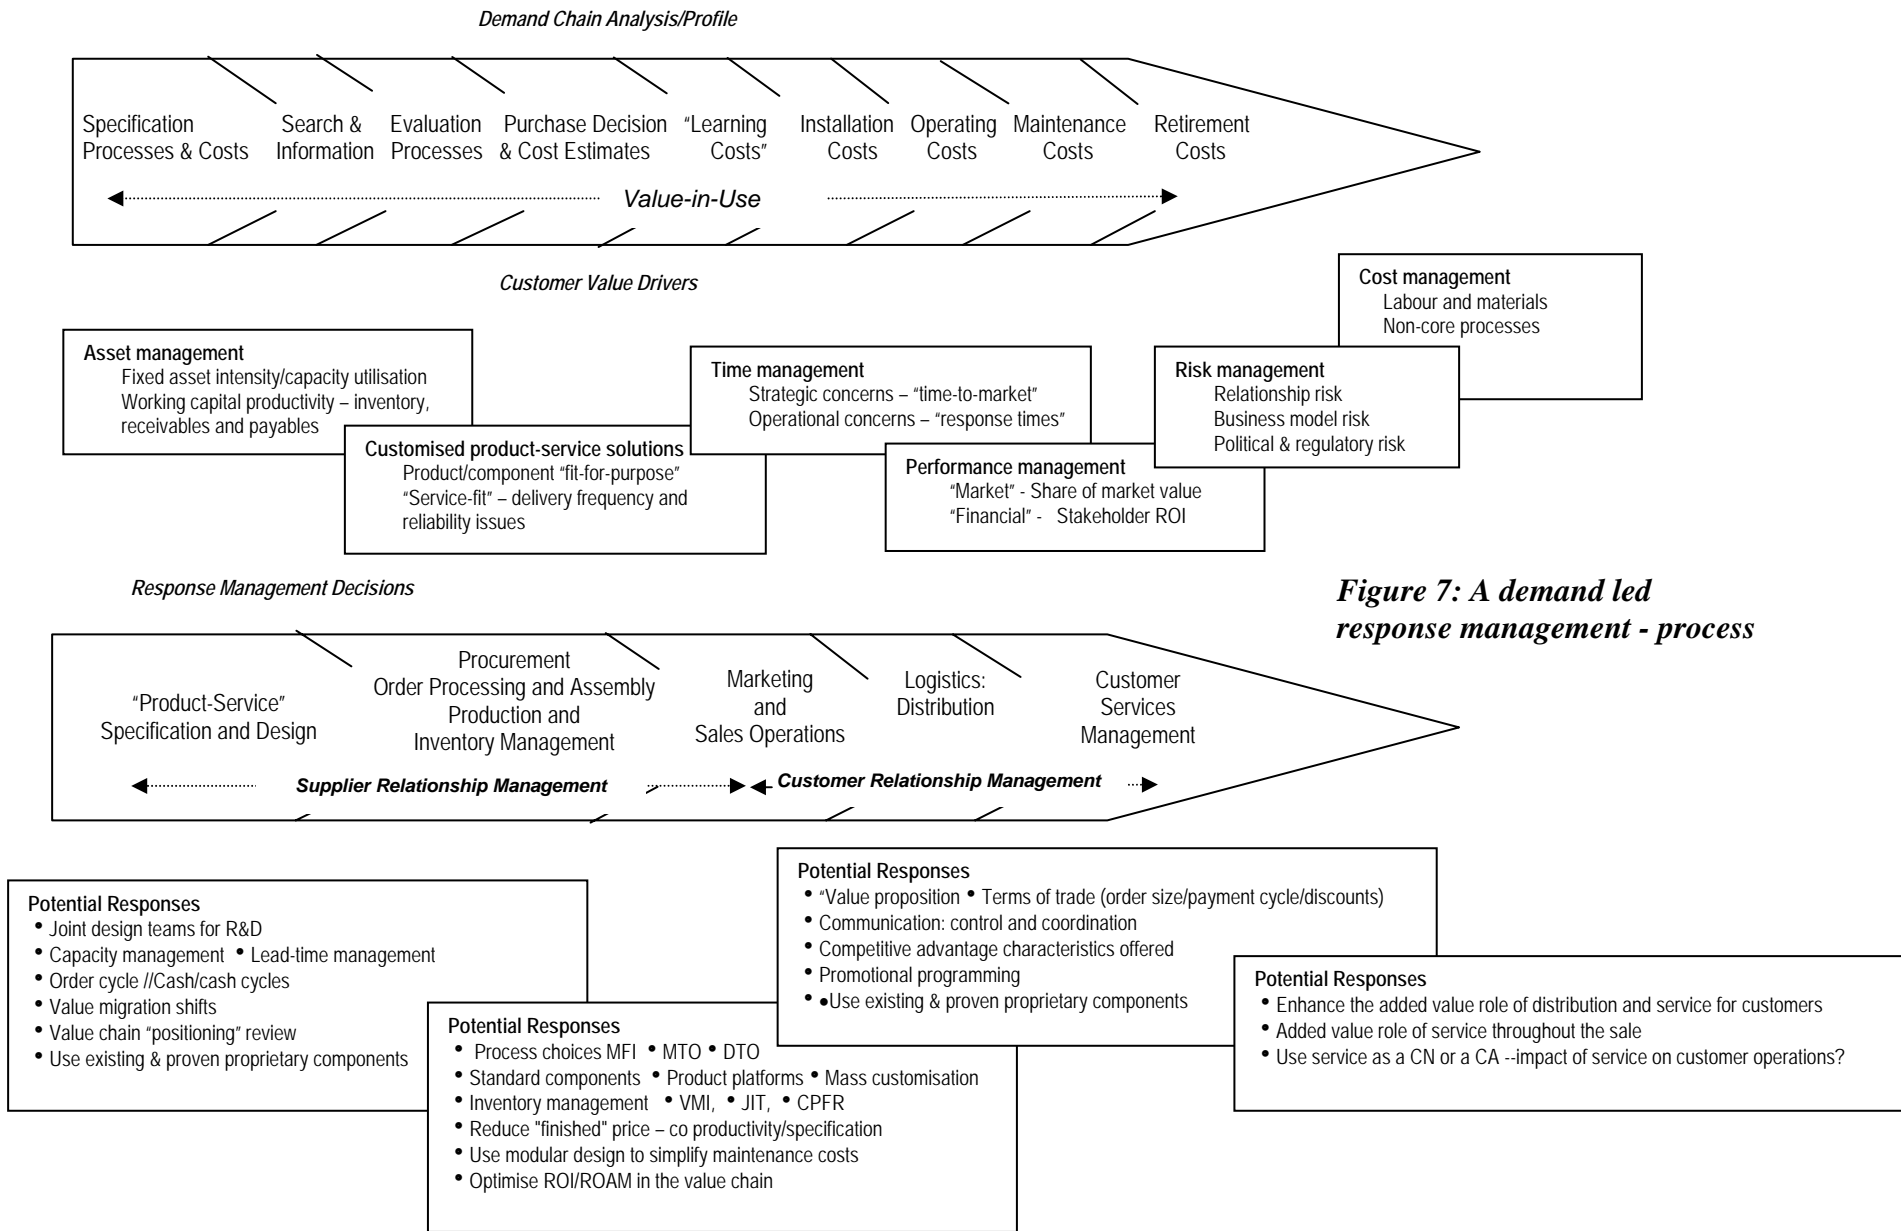 Demand Chain Analysis/Profile
Specification
Processes & Costs
Search &
Information
Evaluation
Processes
Purchase Decision
& Cost Estimates
"Learning
Costs"
Installation
Costs
Operating
Costs
Maintenance
Costs
Retirement
Costs
Value-in-Use
Customer Value Drivers
Asset management
Fixed asset intensity/capacity utilisation
Working capital productivity – inventory,
receivables and payables
Customised product-service solutions
Product/component "fit-for-purpose"
"Service-fit" – delivery frequency and
reliability issues
Time management
Strategic concerns – "time-to-market"
Operational concerns – "response times"
Performance management
"Market" - Share of market value
"Financial" - Stakeholder ROI
Risk management
Relationship risk
Business model risk
Political & regulatory risk
Cost management
Labour and materials
Non-core processes
Response Management Decisions
Figure 7: A demand led
response management - process
"Product-Service"
Specification and Design
Procurement
Order Processing and Assembly
Production and
Inventory Management
Marketing
and
Sales Operations
Logistics:
Distribution
Customer
Services
Management
Supplier Relationship Management
Customer Relationship Management
Potential Responses
• Joint design teams for R&D
• Capacity management • Lead-time management
• Order cycle //Cash/cash cycles
• Value migration shifts
• Value chain "positioning" review
• Use existing & proven proprietary components
Potential Responses
• Process choices MFI • MTO • DTO
• Standard components • Product platforms • Mass customisation
• Inventory management • VMI, • JIT, • CPFR
• Reduce "finished" price – co productivity/specification
• Use modular design to simplify maintenance costs
• Optimise ROI/ROAM in the value chain
Potential Responses
• "Value proposition • Terms of trade (order size/payment cycle/discounts)
• Communication: control and coordination
• Competitive advantage characteristics offered
• Promotional programming
• •Use existing & proven proprietary components
Potential Responses
• Enhance the added value role of distribution and service for customers
• Added value role of service throughout the sale
• Use service as a CN or a CA --impact of service on customer operations?